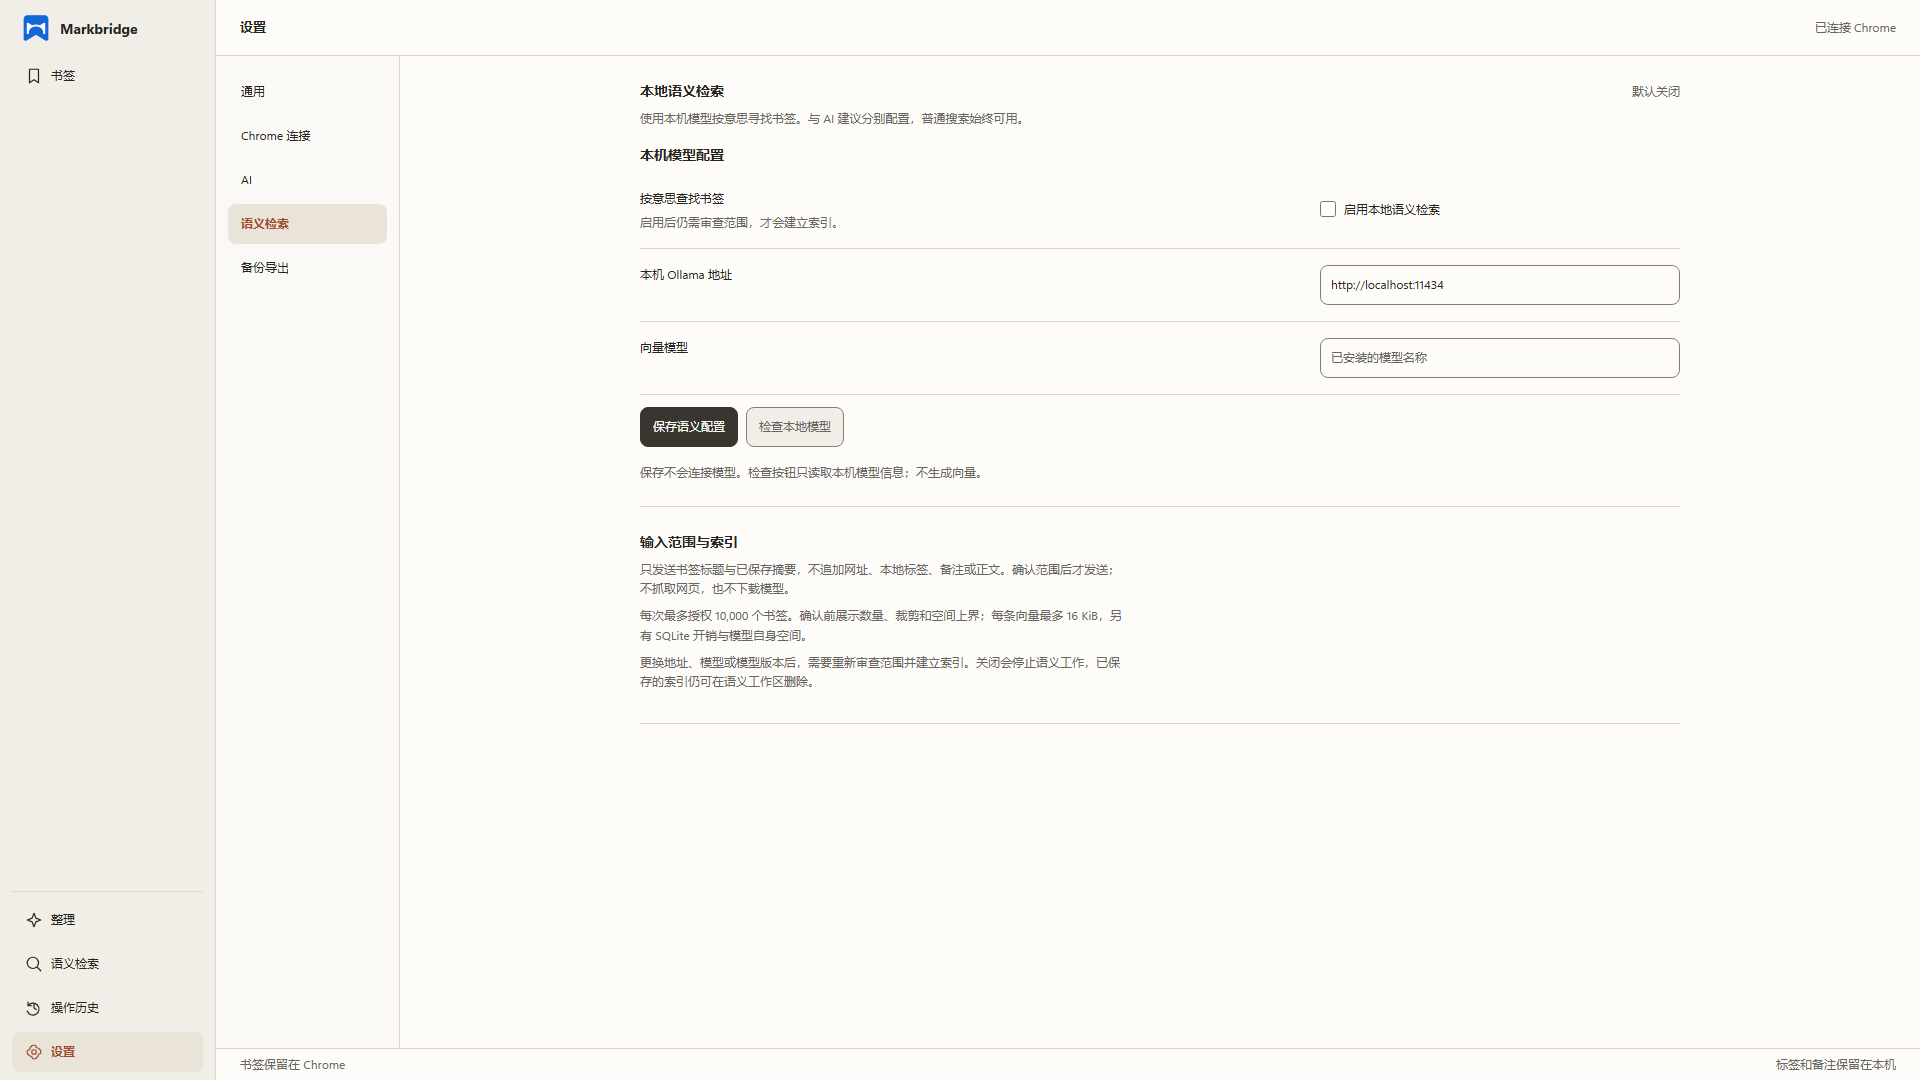 Markbridge
书签
整理
语义检索
操作历史
设置
设置
已连接 Chrome
通用
Chrome 连接
AI
语义检索
备份导出
本地语义检索
默认关闭
使用本机模型按意思寻找书签。与 AI 建议分别配置，普通搜索始终可用。
本机模型配置
按意思查找书签
启用后仍需审查范围，才会建立索引。
启用本地语义检索
本机 Ollama 地址
http://localhost:11434
向量模型
已安装的模型名称
保存语义配置
检查本地模型
保存不会连接模型。检查按钮只读取本机模型信息；不生成向量。
输入范围与索引
只发送书签标题与已保存摘要，不追加网址、本地标签、备注或正文。确认范围后才发送；
不抓取网页，也不下载模型。
每次最多授权 10,000 个书签。确认前展示数量、裁剪和空间上界；每条向量最多 16 KiB，另
有 SQLite 开销与模型自身空间。
更换地址、模型或模型版本后，需要重新审查范围并建立索引。关闭会停止语义工作，已保
存的索引仍可在语义工作区删除。
书签保留在 Chrome
标签和备注保留在本机